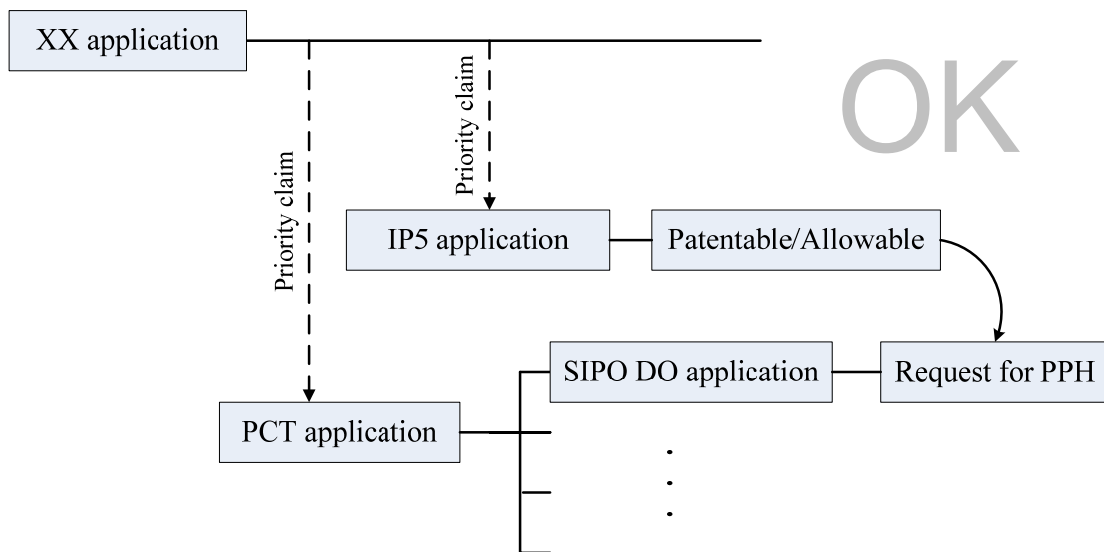 XX application
OK
Priority claim
Priority claim
IP5 application
Patentable/Allowable
SIPO DO application
Request for PPH
PCT application